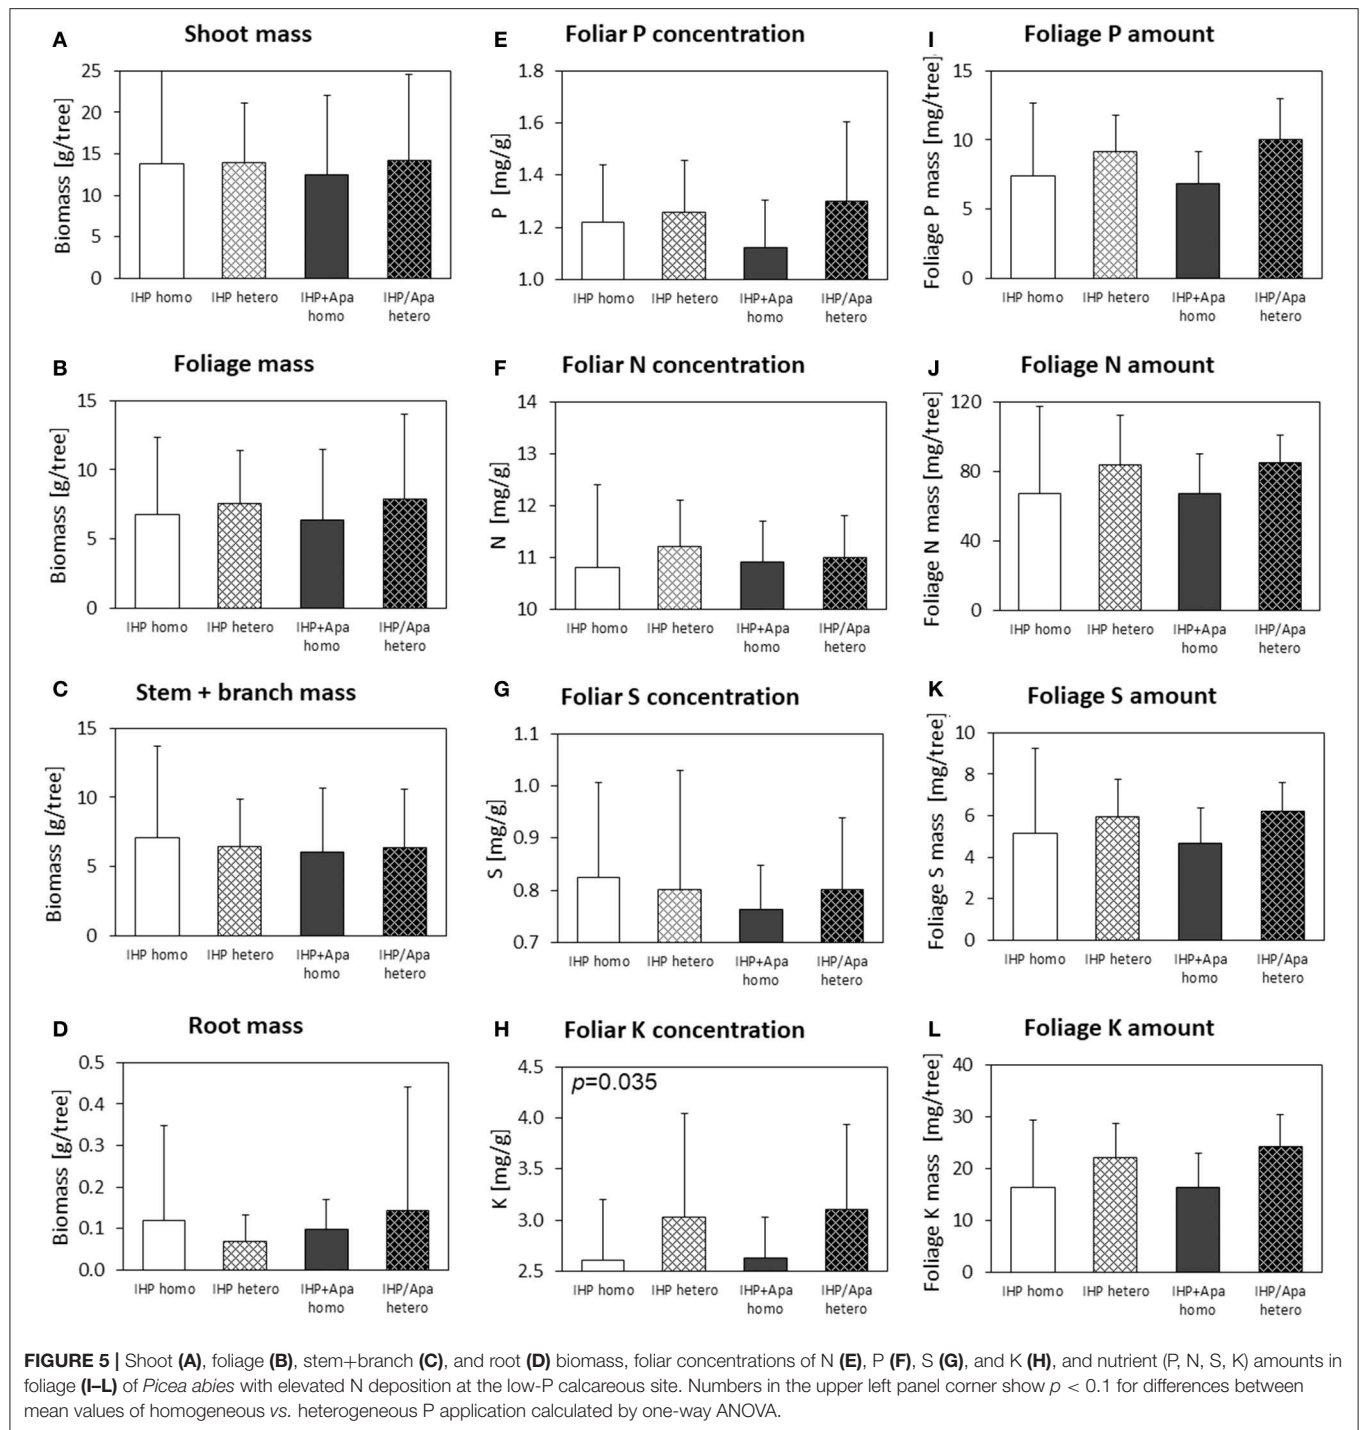 A
Shoot mass
Biomass [g/tree]
25
20
15
10
5
0
IHP homo
IHP hetero
IHP+Apa
homo
IHP/Apa
hetero
B
Foliage mass
Biomass [g/tree]
15
10
5
0
IHP homo
IHP hetero
IHP+Apa
homo
IHP/Apa
hetero
C
Stem + branch mass
Biomass [g/tree]
15
10
5
0
IHP homo
IHP hetero
IHP+Apa
homo
IHP/Apa
hetero
D
Root mass
Biomass [g/tree]
0.5
0.4
0.3
0.2
0.1
0.0
IHP homo
IHP hetero
IHP+Apa
homo
IHP/Apa
hetero
E
Foliar P concentration
P [mg/g]
1.8
1.6
1.4
1.2
1.0
IHP homo
IHP hetero
IHP+Apa
homo
IHP/Apa
hetero
F
Foliar N concentration
N [mg/g]
14
13
12
11
10
IHP homo
IHP hetero
IHP+Apa
homo
IHP/Apa
hetero
G
Foliar S concentration
S [mg/g]
1.1
1.0
0.9
0.8
0.7
IHP homo
IHP hetero
IHP+Apa
homo
IHP/Apa
hetero
H
Foliar K concentration
K [mg/g]
4.5
4.0
3.5
3.0
2.5
p=0.035
IHP homo
IHP hetero
IHP+Apa
homo
IHP/Apa
hetero
I
Foliage P amount
Foliage P mass [mg/tree]
15
10
5
0
IHP homo
IHP hetero
IHP+Apa
homo
IHP/Apa
hetero
J
Foliage N amount
Foliage N mass [mg/tree]
120
80
40
0
IHP homo
IHP hetero
IHP+Apa
homo
IHP/Apa
hetero
K
Foliage S amount
Foliage S mass [mg/tree]
10
8
6
4
2
0
IHP homo
IHP hetero
IHP+Apa
homo
IHP/Apa
hetero
L
Foliage K amount
Foliage K mass [mg/tree]
40
30
20
10
0
IHP homo
IHP hetero
IHP+Apa
homo
IHP/Apa
hetero
FIGURE 5 | Shoot (A), foliage (B), stem+branch (C), and root (D) biomass, foliar concentrations of N (E), P (F), S (G), and K (H), and nutrient (P, N, S, K) amounts in
foliage (I–L) of Picea abies with elevated N deposition at the low-P calcareous site. Numbers in the upper left panel corner show p < 0.1 for differences between
mean values of homogeneous vs. heterogeneous P application calculated by one-way ANOVA.